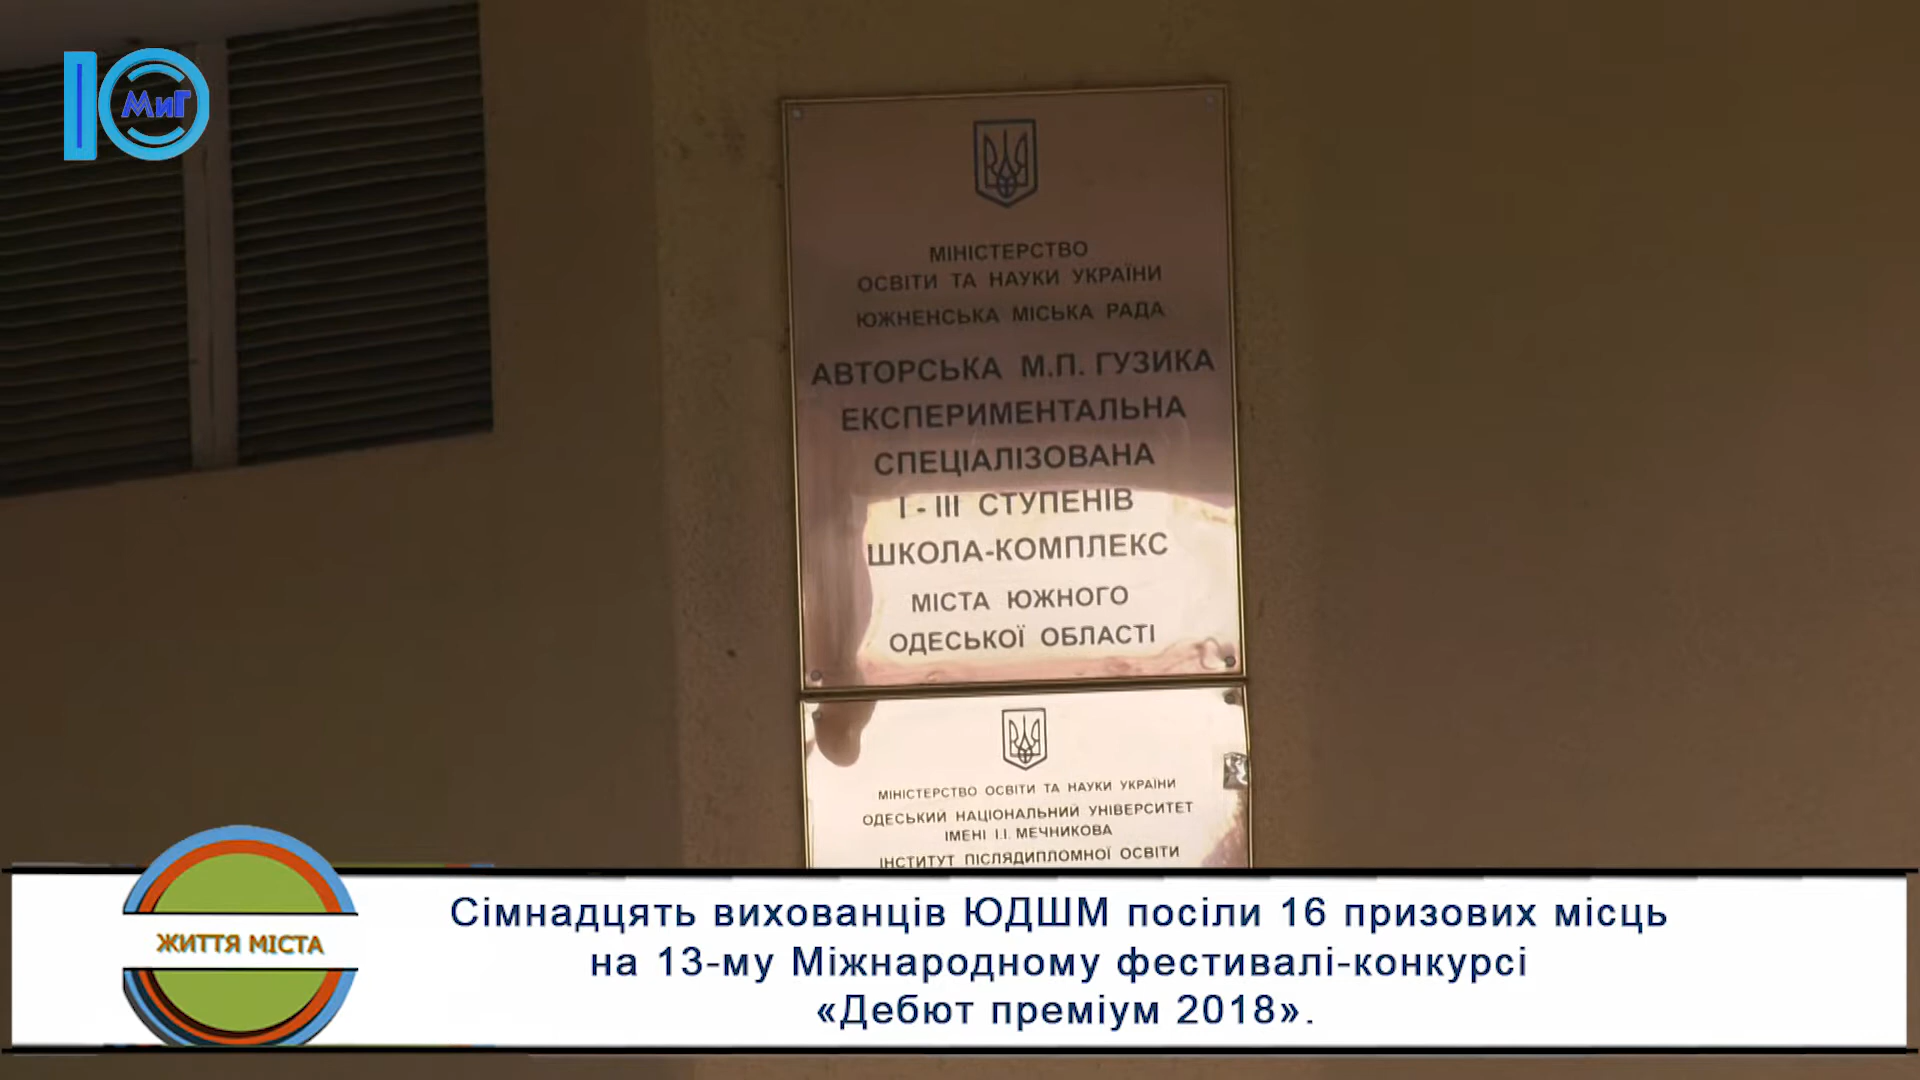 МиГ
МІНІСТЕРСТВО
ОСВІТИ ТА НАУКИ УКРАЇНИ
ЮЖНЕНСЬКА МІСЬКА РАДА
АВТОРСЬКА М.П. ГУЗИКА
ЕКСПЕРИМЕНТАЛЬНА
СПЕЦІАЛІЗОВАНА
І - ІІІ СТУПЕНІВ
ШКОЛА-КОМПЛЕКС
МІСТА ЮЖНОГО
ОДЕСЬКОЇ ОБЛАСТІ
МІНІСТЕРСТВО ОСВІТИ ТА НАУКИ УКРАЇНИ
ОДЕСЬКИЙ НАЦІОНАЛЬНИЙ УНІВЕРСИТЕТ
ІМЕНІ І.І. МЕЧНИКОВА
ІНСТИТУТ ПІСЛЯДИПЛОМНОЇ ОСВІТИ
ЖИТТЯ МІСТА
Сімнадцять вихованців ЮДШМ посіли 16 призових місць
на 13-му Міжнародному фестивалі-конкурсі
«Дебют преміум 2018».